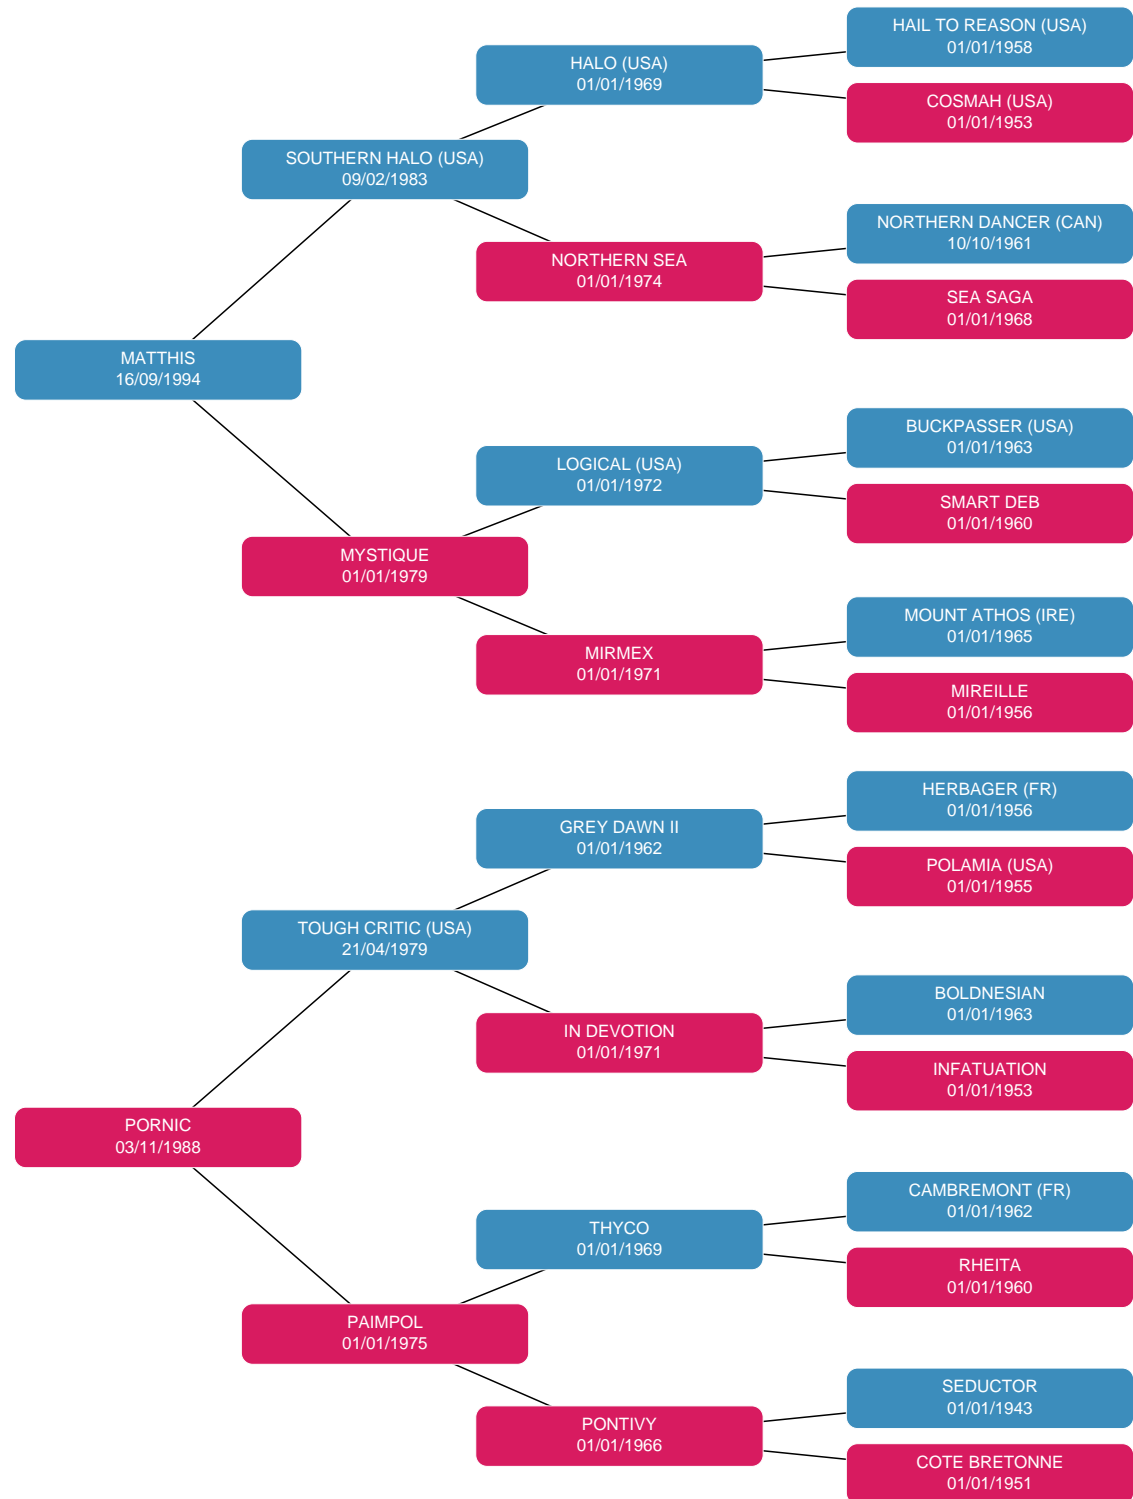 HAIL TO REASON (USA)
01/01/1958
HALO (USA)
01/01/1969
COSMAH (USA)
01/01/1953
SOUTHERN HALO (USA)
09/02/1983
NORTHERN DANCER (CAN)
10/10/1961
NORTHERN SEA
01/01/1974
SEA SAGA
01/01/1968
MATTHIS
16/09/1994
BUCKPASSER (USA)
01/01/1963
LOGICAL (USA)
01/01/1972
SMART DEB
01/01/1960
MYSTIQUE
01/01/1979
MOUNT ATHOS (IRE)
01/01/1965
MIRMEX
01/01/1971
MIREILLE
01/01/1956
HERBAGER (FR)
01/01/1956
GREY DAWN II
01/01/1962
POLAMIA (USA)
01/01/1955
TOUGH CRITIC (USA)
21/04/1979
BOLDNESIAN
01/01/1963
IN DEVOTION
01/01/1971
INFATUATION
01/01/1953
PORNIC
03/11/1988
CAMBREMONT (FR)
01/01/1962
THYCO
01/01/1969
RHEITA
01/01/1960
PAIMPOL
01/01/1975
SEDUCTOR
01/01/1943
PONTIVY
01/01/1966
COTE BRETONNE
01/01/1951